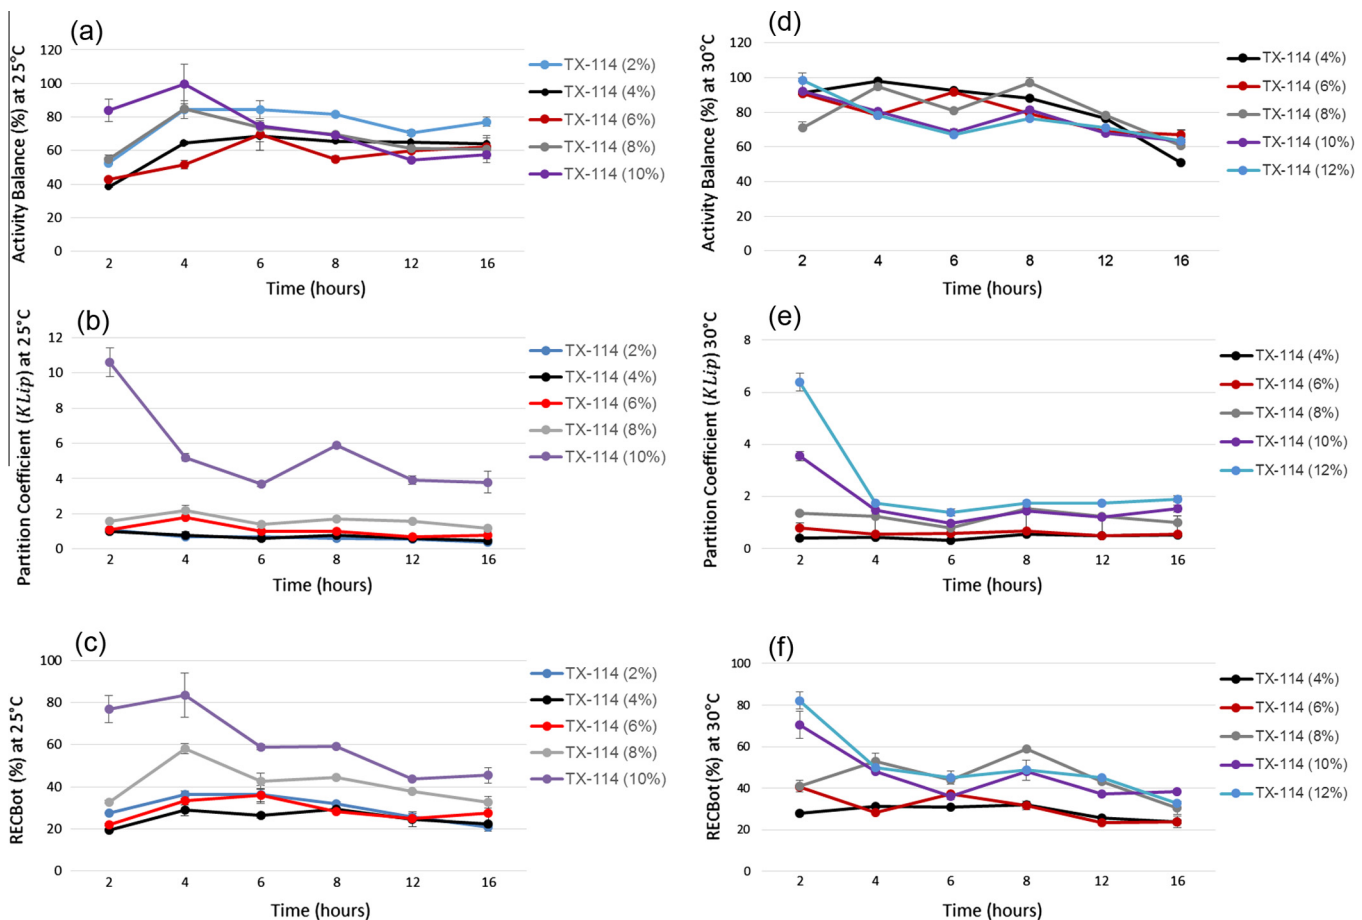 (a)
Activity Balance (%) at 25°C
120
100
80
60
40
20
0
2 4 6 8 12 16
Time (hours)
TX-114 (2%)
TX-114 (4%)
TX-114 (6%)
TX-114 (8%)
TX-114 (10%)
(d)
Activity Balance (%) at 30°C
120
100
80
60
40
20
0
2 4 6 8 12 16
Time (hours)
TX-114 (4%)
TX-114 (6%)
TX-114 (8%)
TX-114 (10%)
TX-114 (12%)
(b)
Partition Coefficient (KLip) at 25°C
12
10
8
6
4
2
0
2 4 6 8 12 16
Time (hours)
TX-114 (2%)
TX-114 (4%)
TX-114 (6%)
TX-114 (8%)
TX-114 (10%)
(e)
Partition Coefficient (KLip) 30°C
8
6
4
2
0
2 4 6 8 12 16
Time (hours)
TX-114 (4%)
TX-114 (6%)
TX-114 (8%)
TX-114 (10%)
TX-114 (12%)
(c)
RECBot (%) at 25°C
100
80
60
40
20
0
2 4 6 8 12 16
Time (hours)
TX-114 (2%)
TX-114 (4%)
TX-114 (6%)
TX-114 (8%)
TX-114 (10%)
(f)
RECBot (%) at 30°C
100
80
60
40
20
0
2 4 6 8 12 16
Time (hours)
TX-114 (4%)
TX-114 (6%)
TX-114 (8%)
TX-114 (10%)
TX-114 (12%)